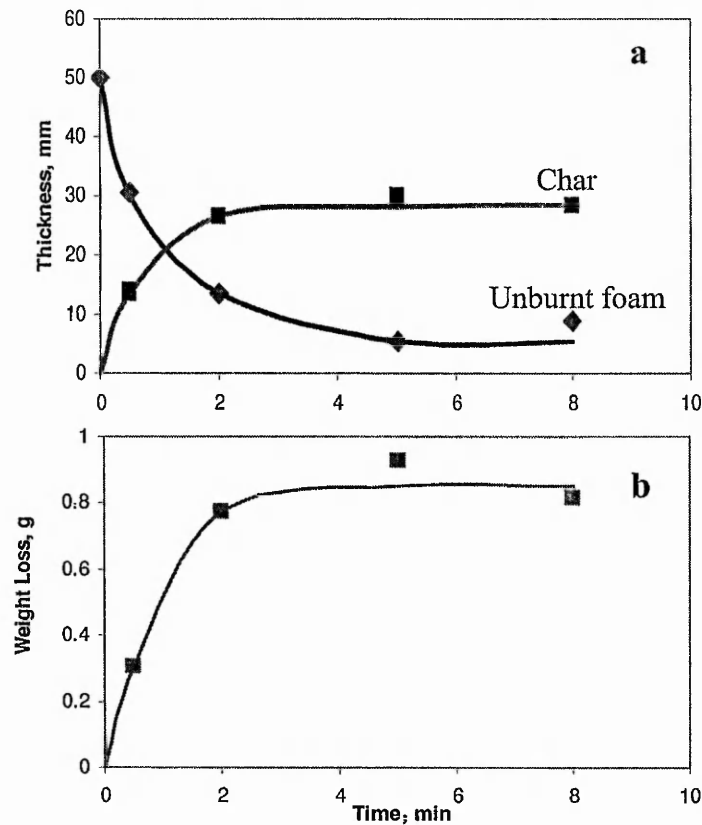 60
50
40
30
20
10
0
Thickness, mm
a
Char
Unburnt foam
0 2 4 6 8 10
1
0.8
0.6
0.4
0.2
0
Weight Loss, g
b
0 2 4 6 8 10
Time, min